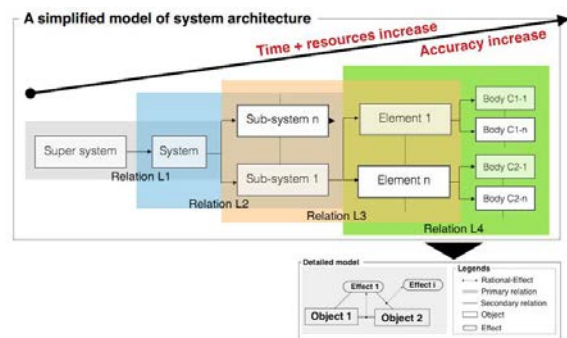 A simplified model of system architecture
Time + resources increase
Accuracy increase
Super system
System
Sub-system n
Sub-system 1
Element 1
Element n
Body C1-1
Body C1-n
Body C2-1
Body C2-n
Relation L1
Relation L2
Relation L3
Relation L4
Detailed model
Effect 1
Effect i
Object 1
Object 2
Legends
Rational-Effect
Primary relation
Secondary relation
Object
Effect